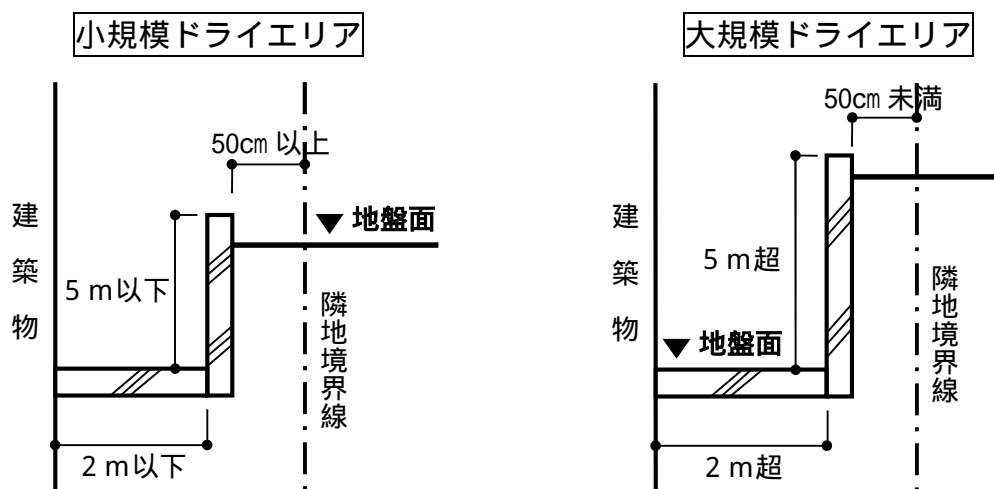 小規模ドライエリア
50㎝ 以上
地盤面
建築物
5 m以下
隣地境界線
2 m以下
大規模ドライエリア
50㎝ 未満
建築物
5 m超
地盤面
隣地境界線
2 m超